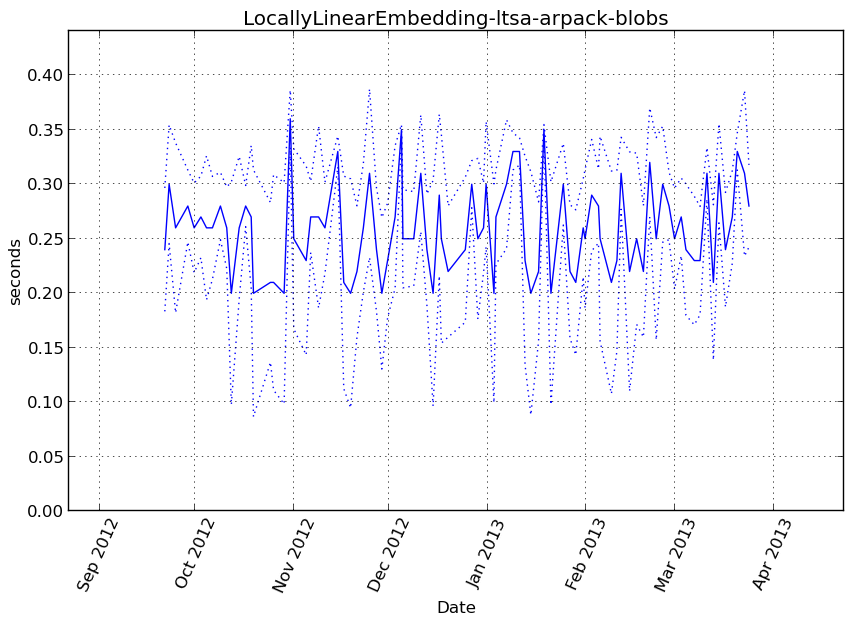 LocallyLinearEmbedding-ltsa-arpack-blobs
0.40
0.35
0.30
0.25
0.20
0.15
0.10
0.05
0.00
seconds
Sep 2012
Oct 2012
Nov 2012
Dec 2012
Jan 2013
Feb 2013
Mar 2013
Apr 2013
Date